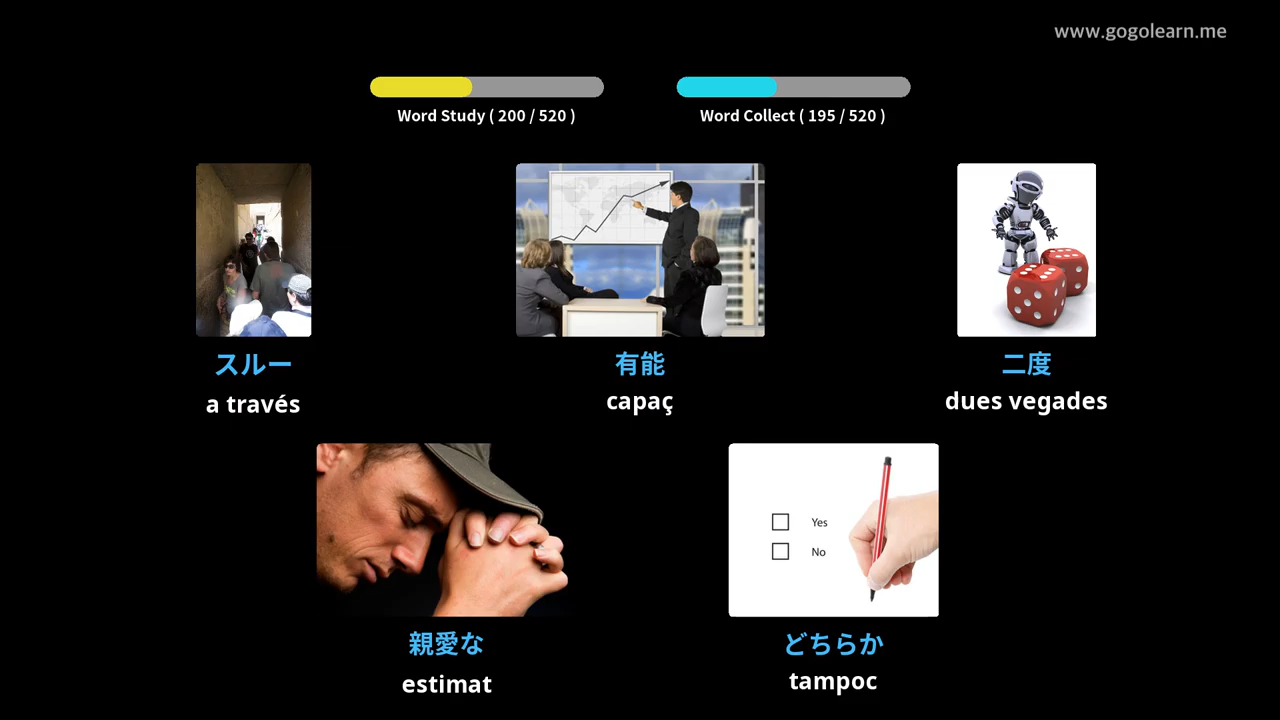 www.gogolearn.me
Word Study ( 200 / 520 )
Word Collect ( 195 / 520 )
スルー
a través
有能
capaç
二度
dues vegades
Yes
No
親愛な
estimat
どちらか
tampoc